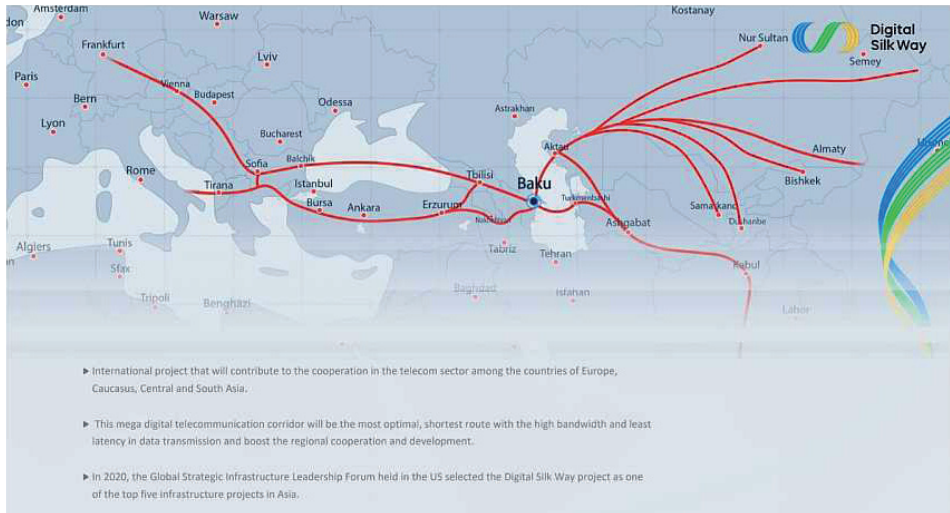 Amsterdam
Warsaw
Kostanay
Frankfurt
Nur Sultan
Digital
Silk Way
Lviv
Semey
Paris
Vienna
Budapest
Bern
Odessa
Astrakhan
Lyon
Bucharest
Aktau
Almaty
Sofia
Balchik
Rome
Tbilisi
Bishkek
Tirana
Istanbul
Baku
Turkmenbashi
Bursa
Ankara
Erzurum
Samarkand
Dushanbe
Ashgabat
Algiers
Tunis
Tabriz
Tehran
Sfax
Kabul
Baghdad
Isfahan
Tripoli
Benghazi
Lahor
▶ International project that will contribute to the cooperation in the telecom sector among the countries of Europe,
Caucasus, Central and South Asia.
▶ This mega digital telecommunication corridor will be the most optimal, shortest route with the high bandwidth and least
latency in data transmission and boost the regional cooperation and development.
▶ In 2020, the Global Strategic Infrastructure Leadership Forum held in the US selected the Digital Silk Way project as one
of the top five infrastructure projects in Asia.